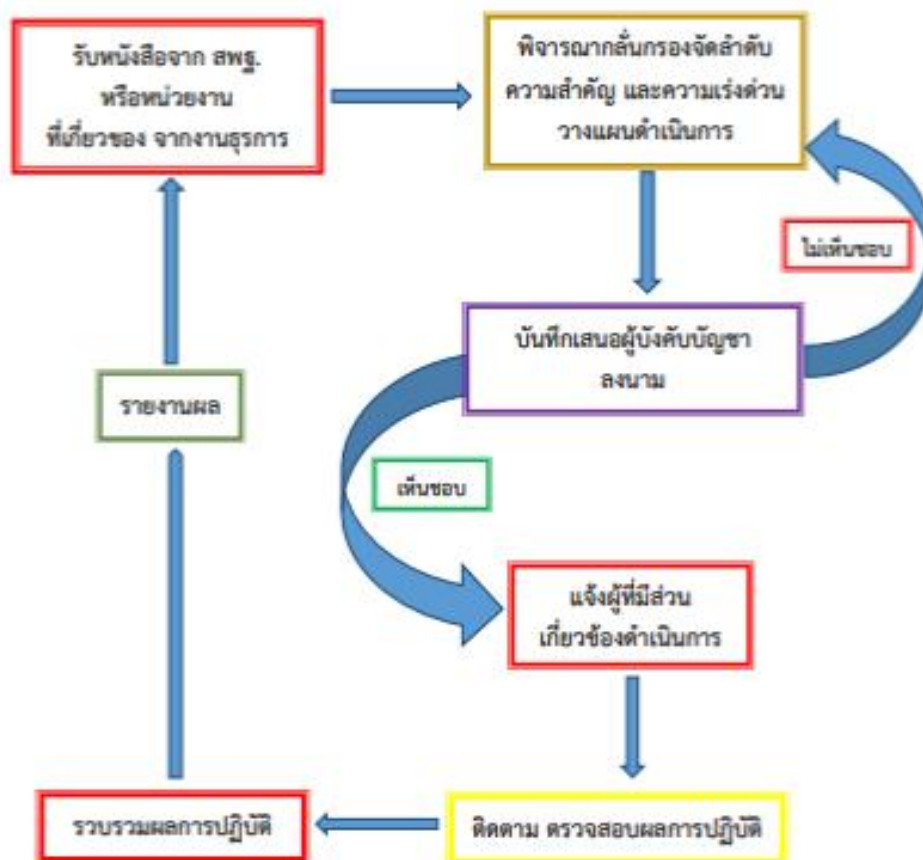 รับหนังสือจาก สพฐ.
หรือหน่วยงาน
ที่เกี่ยวของ จากงานธุรการ
พิจารณากลั่นกรองจัดลำดับ
ความสำคัญ และความเร่งด่วน
วางแผนดำเนินการ
ไม่เห็นชอบ
บันทึกเสนอผู้บังคับบัญชา
ลงนาม
เห็นชอบ
แจ้งผู้ที่มีส่วน
เกี่ยวข้องดำเนินการ
ติดตาม ตรวจสอบผลการปฏิบัติ
รวบรวมผลการปฏิบัติ
รายงานผล